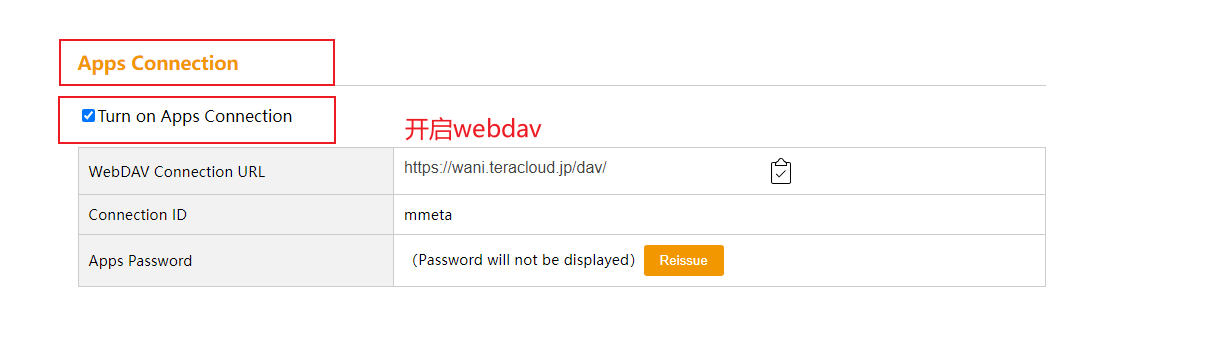 Apps Connection
Turn on Apps Connection
开启webdav
WebDAV Connection URL https://wani.teracloud.jp/dav/
Connection ID mmeta
Apps Password （Password will not be displayed） Reissue